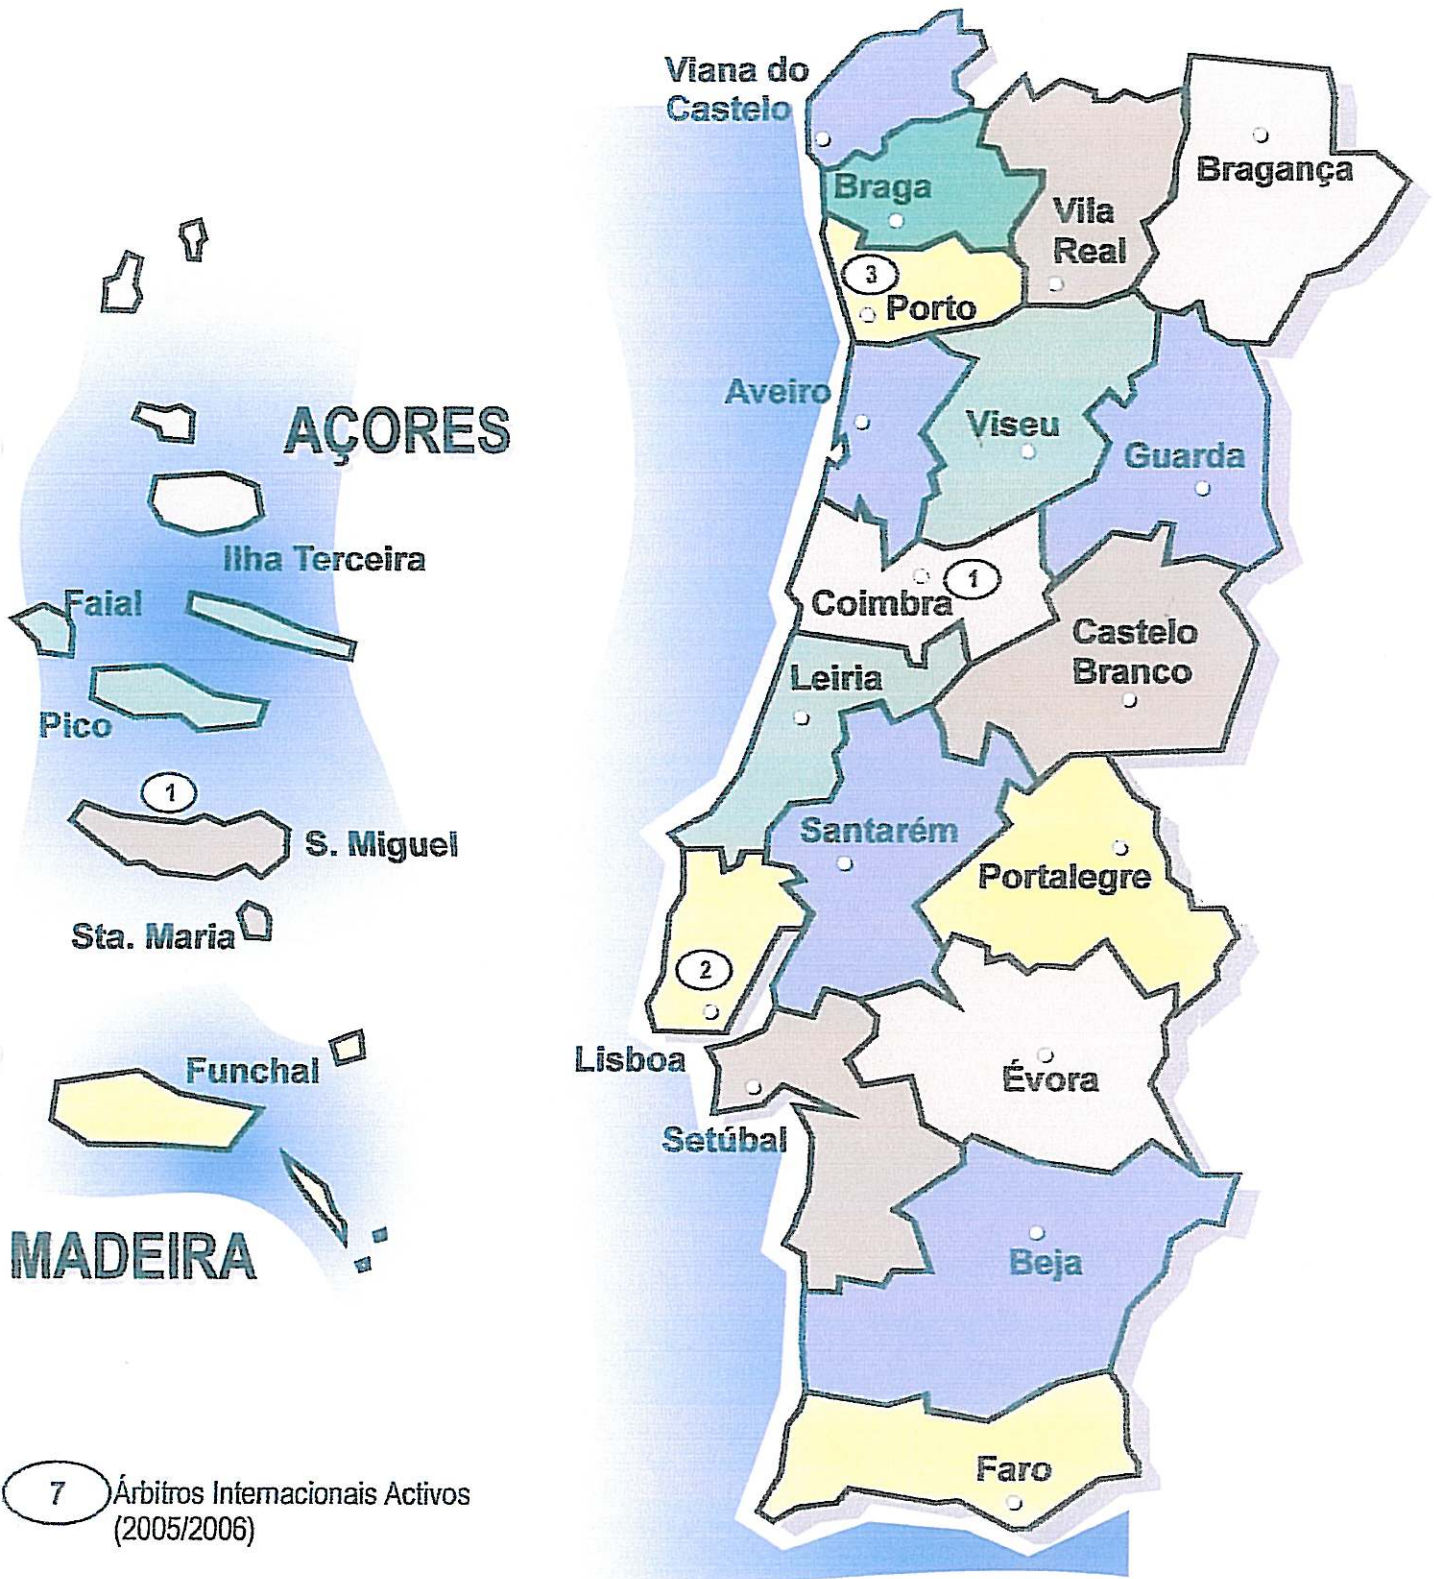 Viana do
Castelo
Bragança
Braga
Vila
Real
3
Porto
Aveiro
Viseu
Guarda
AÇORES
Ilha Terceira
Coimbra
1
Faial
Castelo
Branco
Leiria
Pico
1
S. Miguel
Santarém
Portalegre
Sta. Maria
2
Lisboa
Funchal
Évora
Setúbal
MADEIRA
Beja
Faro
7
Árbitros Internacionais Activos
(2005/2006)